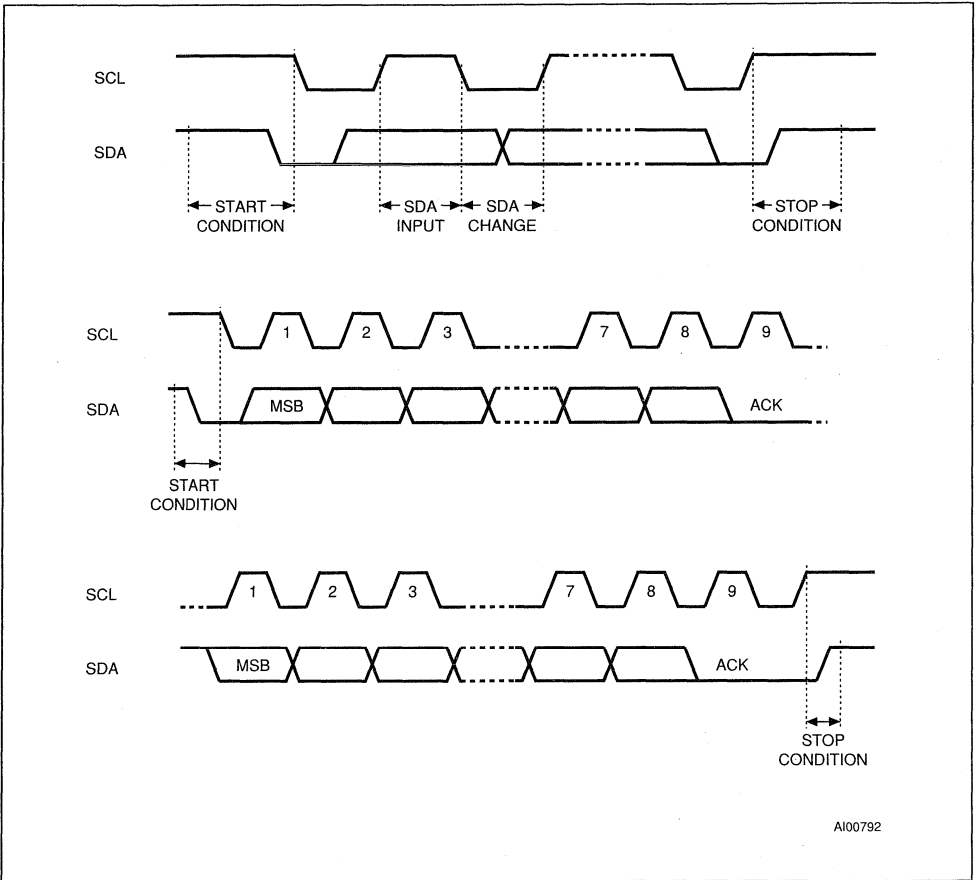 SCL
SDA
START
CONDITION
SDA
INPUT
SDA
CHANGE
STOP
CONDITION
SCL
1 2 3 7 8 9
SDA
MSB ACK
START
CONDITION
SCL
1 2 3 7 8 9
SDA
MSB ACK
STOP
CONDITION
AI00792